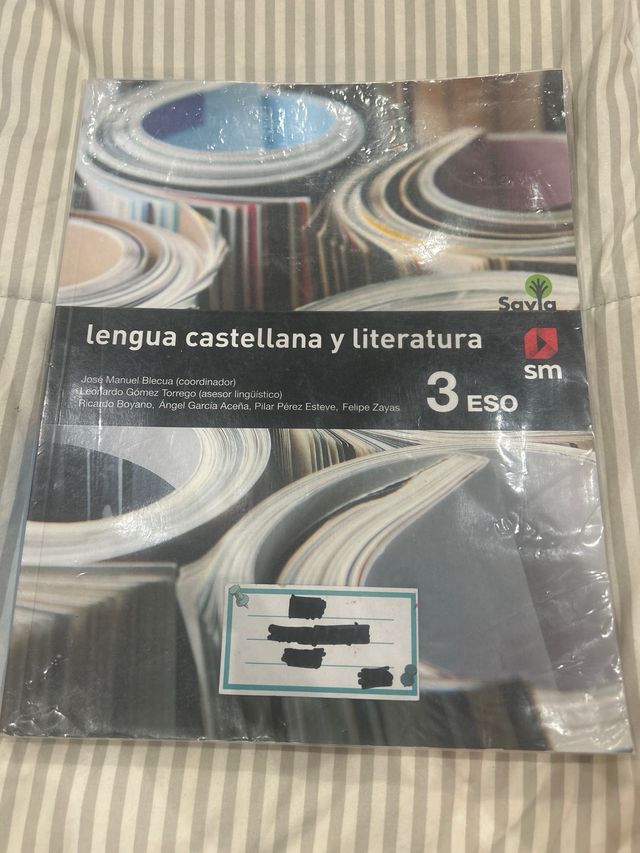 Savia
lengua castellana y literatura
sm
José Manuel Blecua (coordinador)
Leonardo Gómez Torrego (asesor lingüístico)
Ricardo Boyano, Ángel García Aceña, Pilar Pérez Esteve, Felipe Zayas
3 ESO